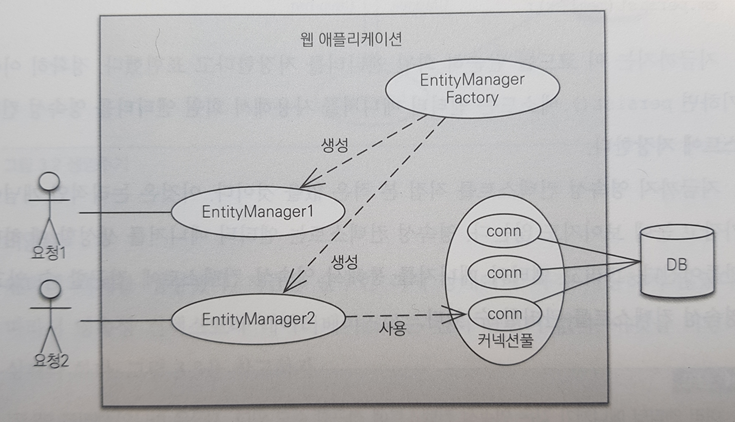 웹 애플리케이션
EntityManager
Factory
생성
EntityManager1
요청1
생성
conn
conn
conn
커넥션풀
DB
EntityManager2
사용
요청2